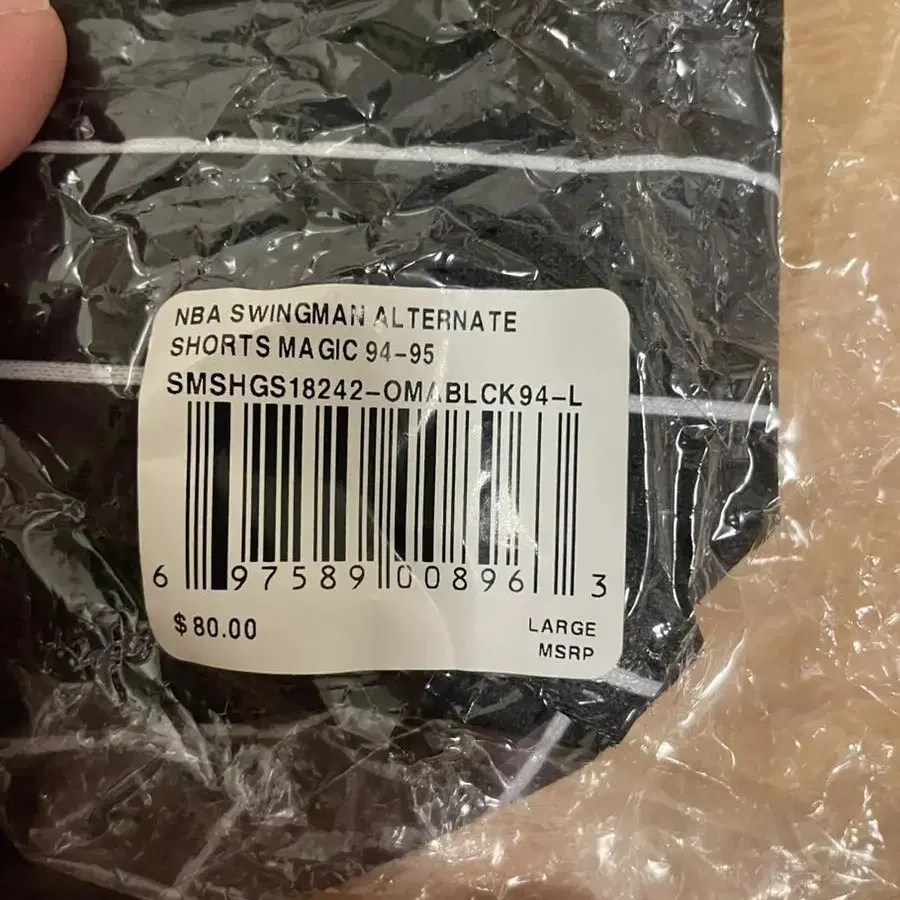 NBA SWINGMAN ALTERNATE
SHORTS MAGIC 94-95
SMSHGS18242-OMABLCK94-L
6 97589 00896 3
$80.00
LARGE
MSRP